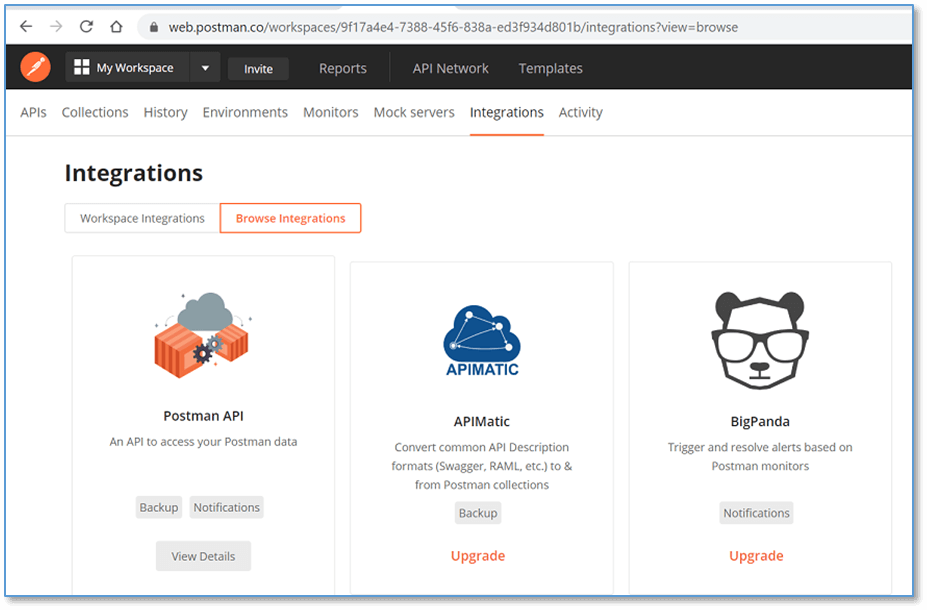 web.postman.co/workspaces/9f17a4e4-7388-45f6-838a-ed3f934d801b/integrations?view=browse
My Workspace Invite Reports API Network Templates
APIs Collections History Environments Monitors Mock servers Integrations Activity
Integrations
Workspace Integrations Browse Integrations
Postman API
An API to access your Postman data
Backup Notifications
View Details
APIMATIC
APIMatic
Convert common API Description
formats (Swagger, RAML, etc.) to &
from Postman collections
Backup
Upgrade
BigPanda
Trigger and resolve alerts based on
Postman monitors
Notifications
Upgrade